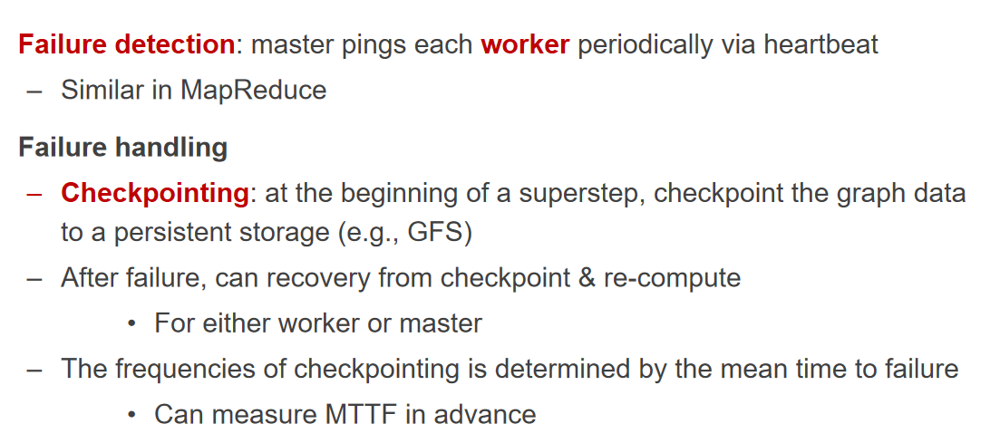 Failure detection: master pings each worker periodically via heartbeat
– Similar in MapReduce
Failure handling
– Checkpointing: at the beginning of a superstep, checkpoint the graph data
to a persistent storage (e.g., GFS)
– After failure, can recovery from checkpoint & re-compute
• For either worker or master
– The frequencies of checkpointing is determined by the mean time to failure
• Can measure MTTF in advance